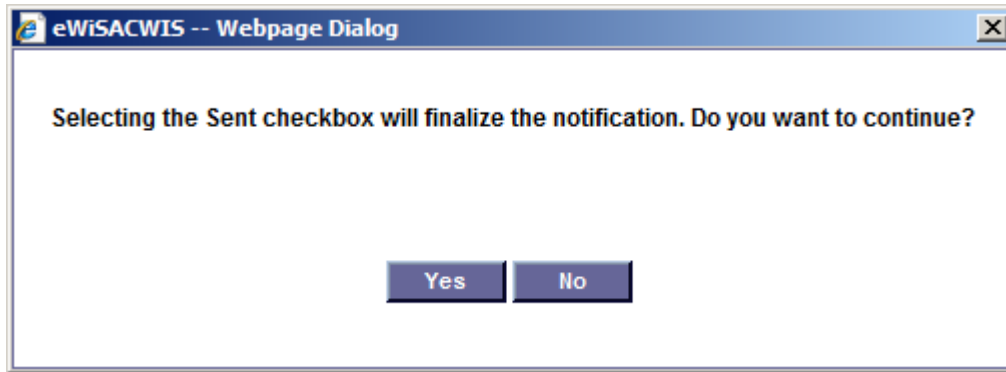 eWiSACWIS -- Webpage Dialog
Selecting the Sent checkbox will finalize the notification. Do you want to continue?
Yes No